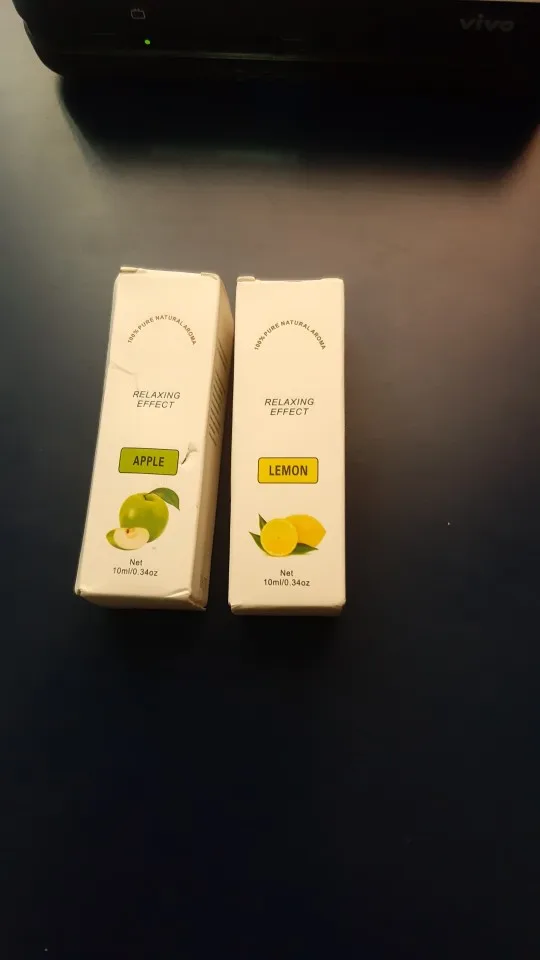 vivo
100% PURE NATURAL AROMA
RELAXING
EFFECT
APPLE
Net
10ml/0.34oz
100% PURE NATURAL AROMA
RELAXING
EFFECT
LEMON
Net
10ml/0.34oz